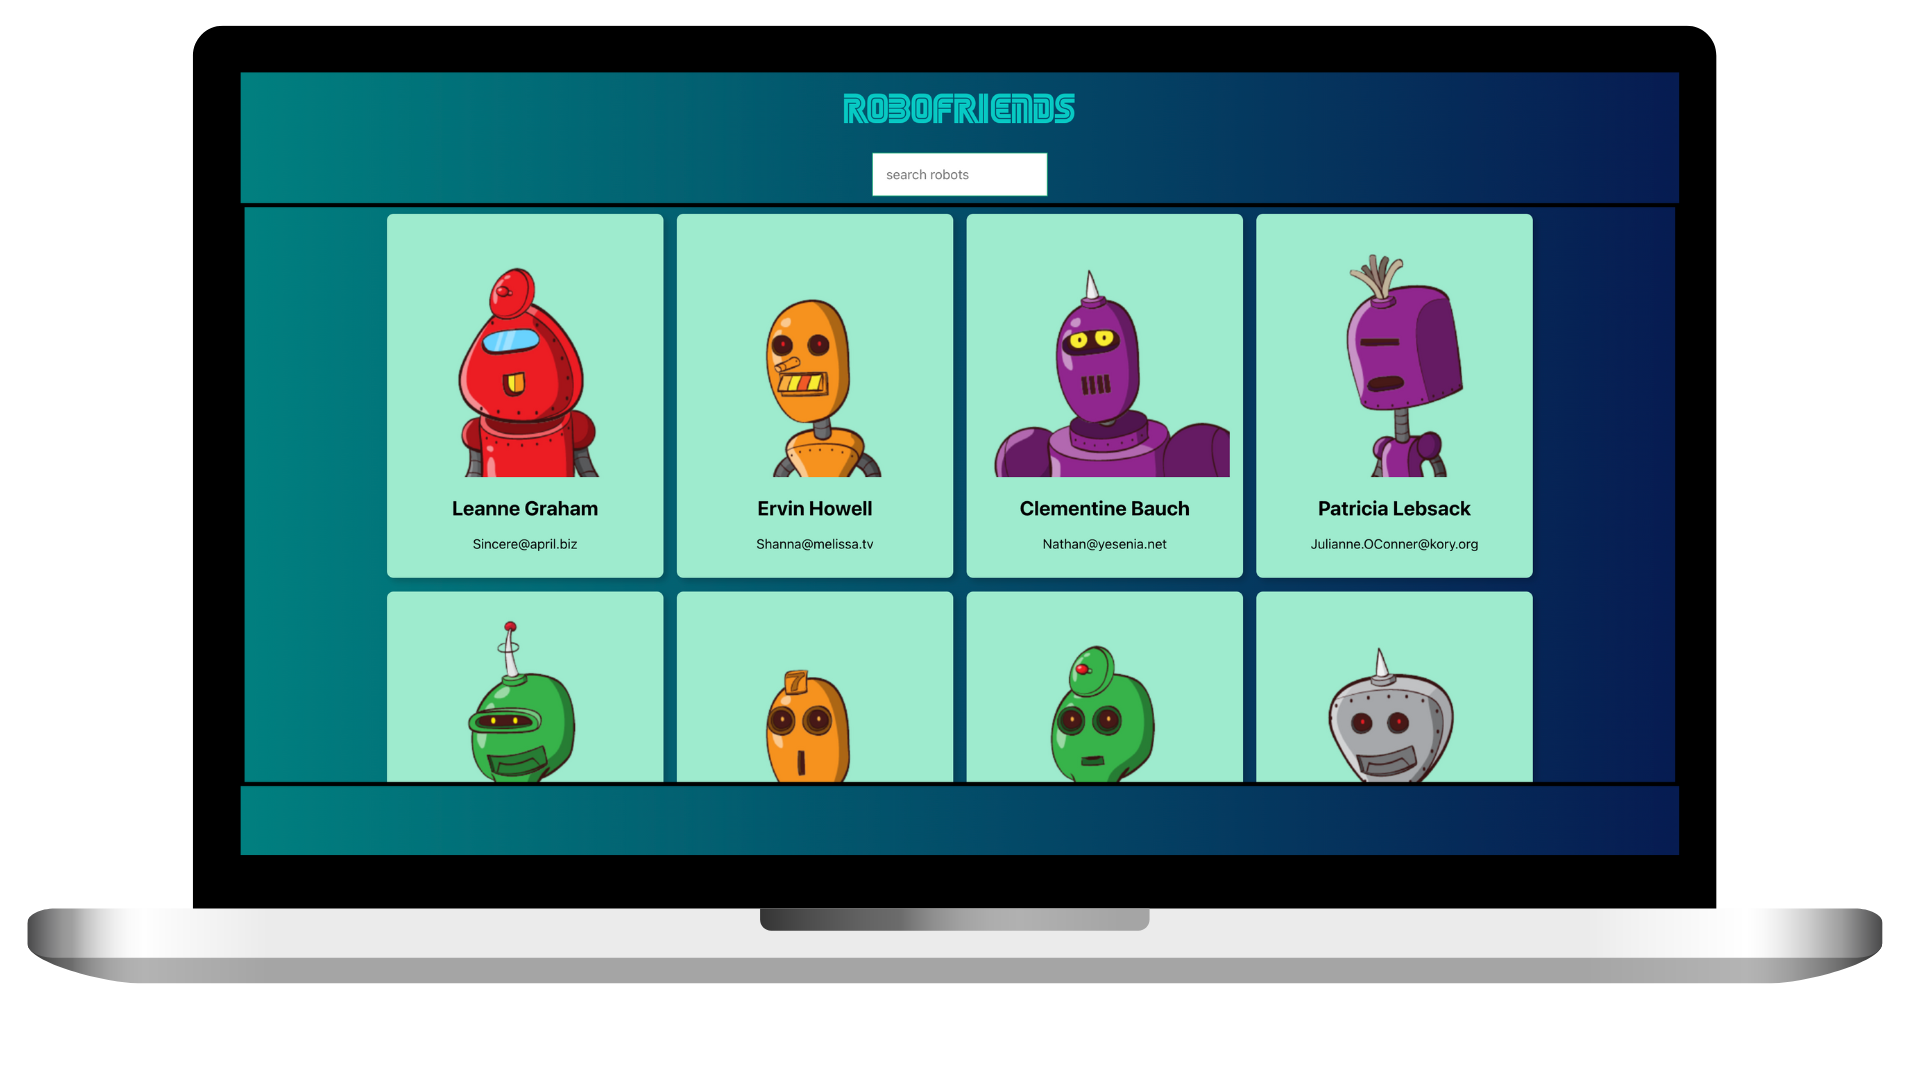 ROBOFRIENDS
search robots
Leanne Graham
Sincere@april.biz
Ervin Howell
Shanna@melissa.tv
Clementine Bauch
Nathan@yesenia.net
Patricia Lebsack
Julianne.OConner@kory.org
7